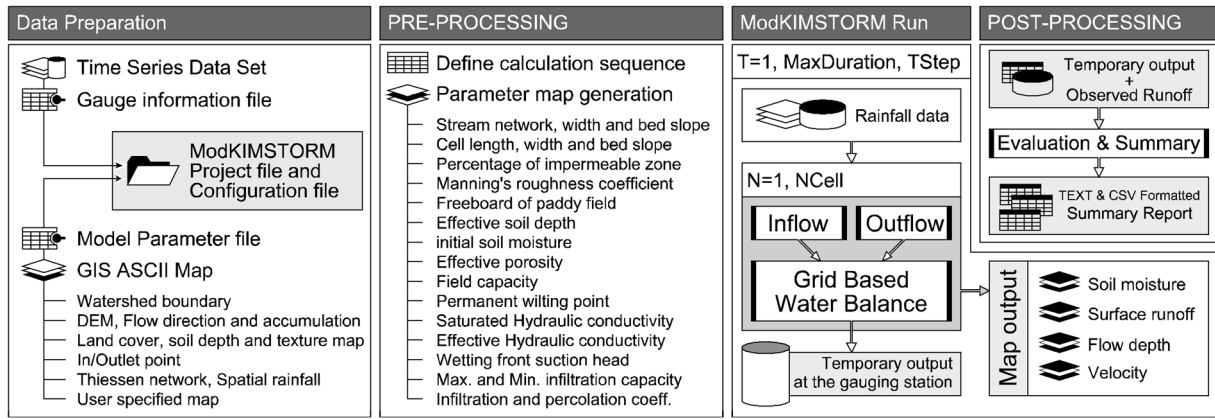 Data Preparation
Time Series Data Set
Gauge information file
ModKIMSTORM
Project file and
Configuration file
Model Parameter file
GIS ASCII Map
Watershed boundary
DEM, Flow direction and accumulation
Land cover, soil depth and texture map
In/Outlet point
Thiessen network, Spatial rainfall
User specified map
PRE-PROCESSING
Define calculation sequence
Parameter map generation
Stream network, width and bed slope
Cell length, width and bed slope
Percentage of impermeable zone
Manning's roughness coefficient
Freeboard of paddy field
Effective soil depth
initial soil moisture
Effective porosity
Field capacity
Permanent wilting point
Saturated Hydraulic conductivity
Effective Hydraulic conductivity
Wetting front suction head
Max. and Min. infiltration capacity
Infiltration and percolation coeff.
ModKIMSTORM Run
T=1, MaxDuration, TStep
Rainfall data
N=1, NCell
Inflow
Outflow
Grid Based
Water Balance
Temporary output
at the gauging station
POST-PROCESSING
Temporary output
+
Observed Runoff
Evaluation & Summary
TEXT & CSV Formatted
Summary Report
Map output
Soil moisture
Surface runoff
Flow depth
Velocity